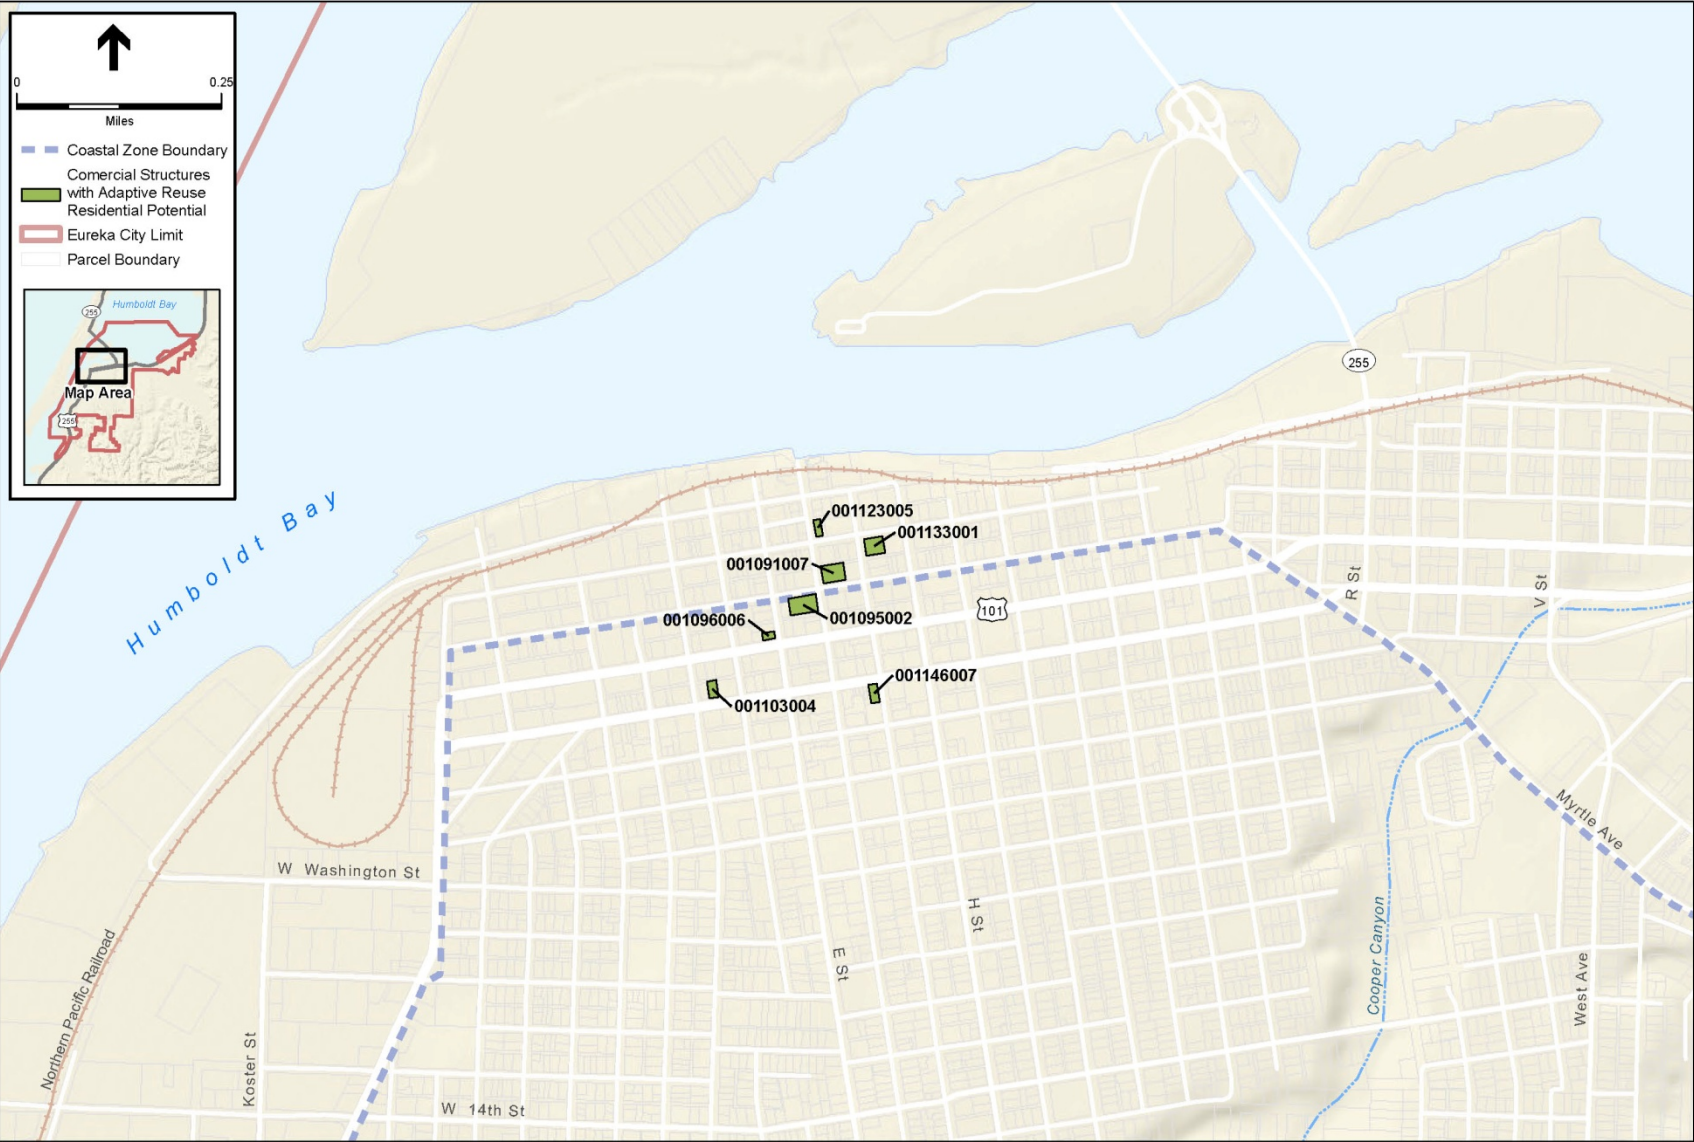 0 0.25
Miles
Coastal Zone Boundary
Comercial Structures
with Adaptive Reuse
Residential Potential
Eureka City Limit
Parcel Boundary
Humboldt Bay
255
Map Area
255
255
Humboldt Bay
001123005
001133001
001091007
101
001096006
001095002
001146007
001103004
R St
V St
Myrtle Ave
W Washington St
H St
E St
Cooper Canyon
West Ave
Northern Pacific Railroad
Koster St
W 14th St